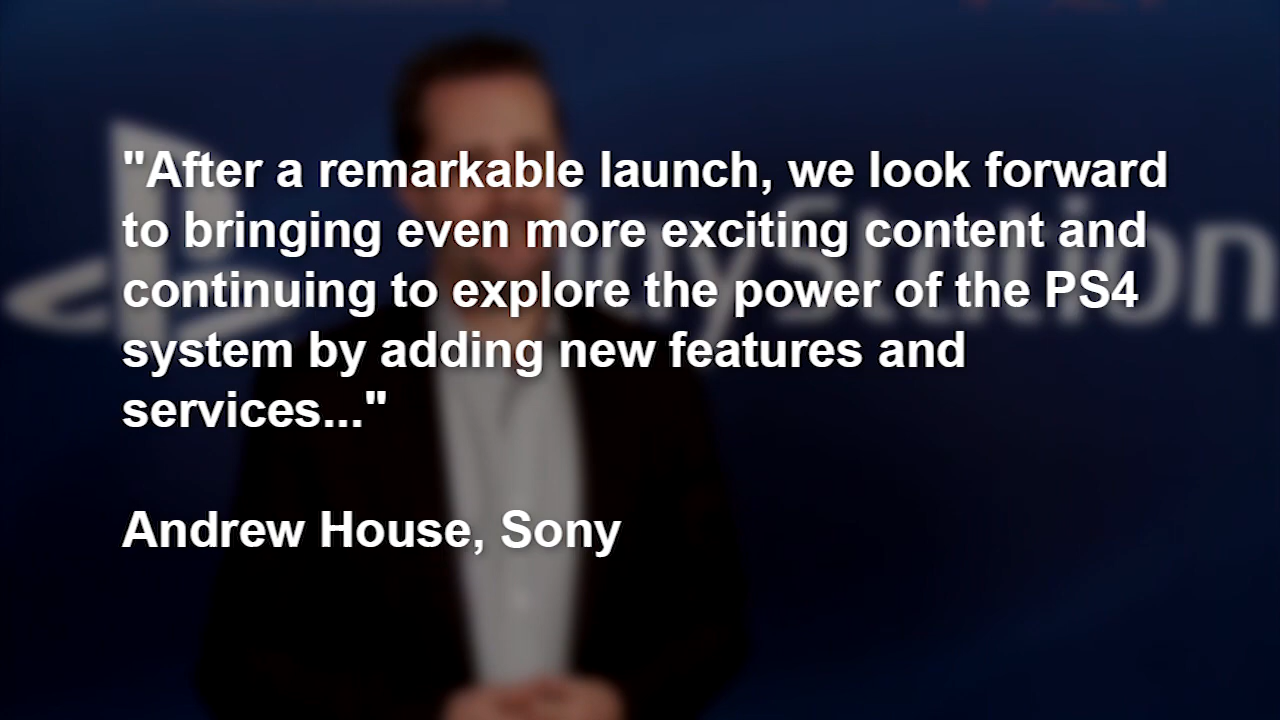 "After a remarkable launch, we look forward
to bringing even more exciting content and
continuing to explore the power of the PS4
system by adding new features and
services..."
Andrew House, Sony
PlayStation